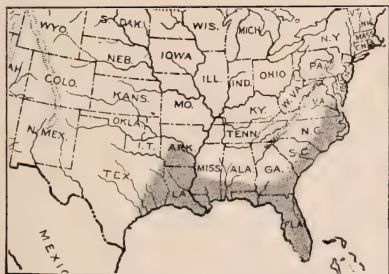 WYO. S. DAK. WIS. MICH. N.Y. N.H.
MASS.
NEB. IOWA PA.
COLO. ILL. IND. OHIO W.VA.
KANS. MO. KY. VA.
N. MEX. OKLA. TENN. N.C.
I.T. ARK. S.C.
TEX. MISS. ALA. GA.
LA. FLA.
MEXIC